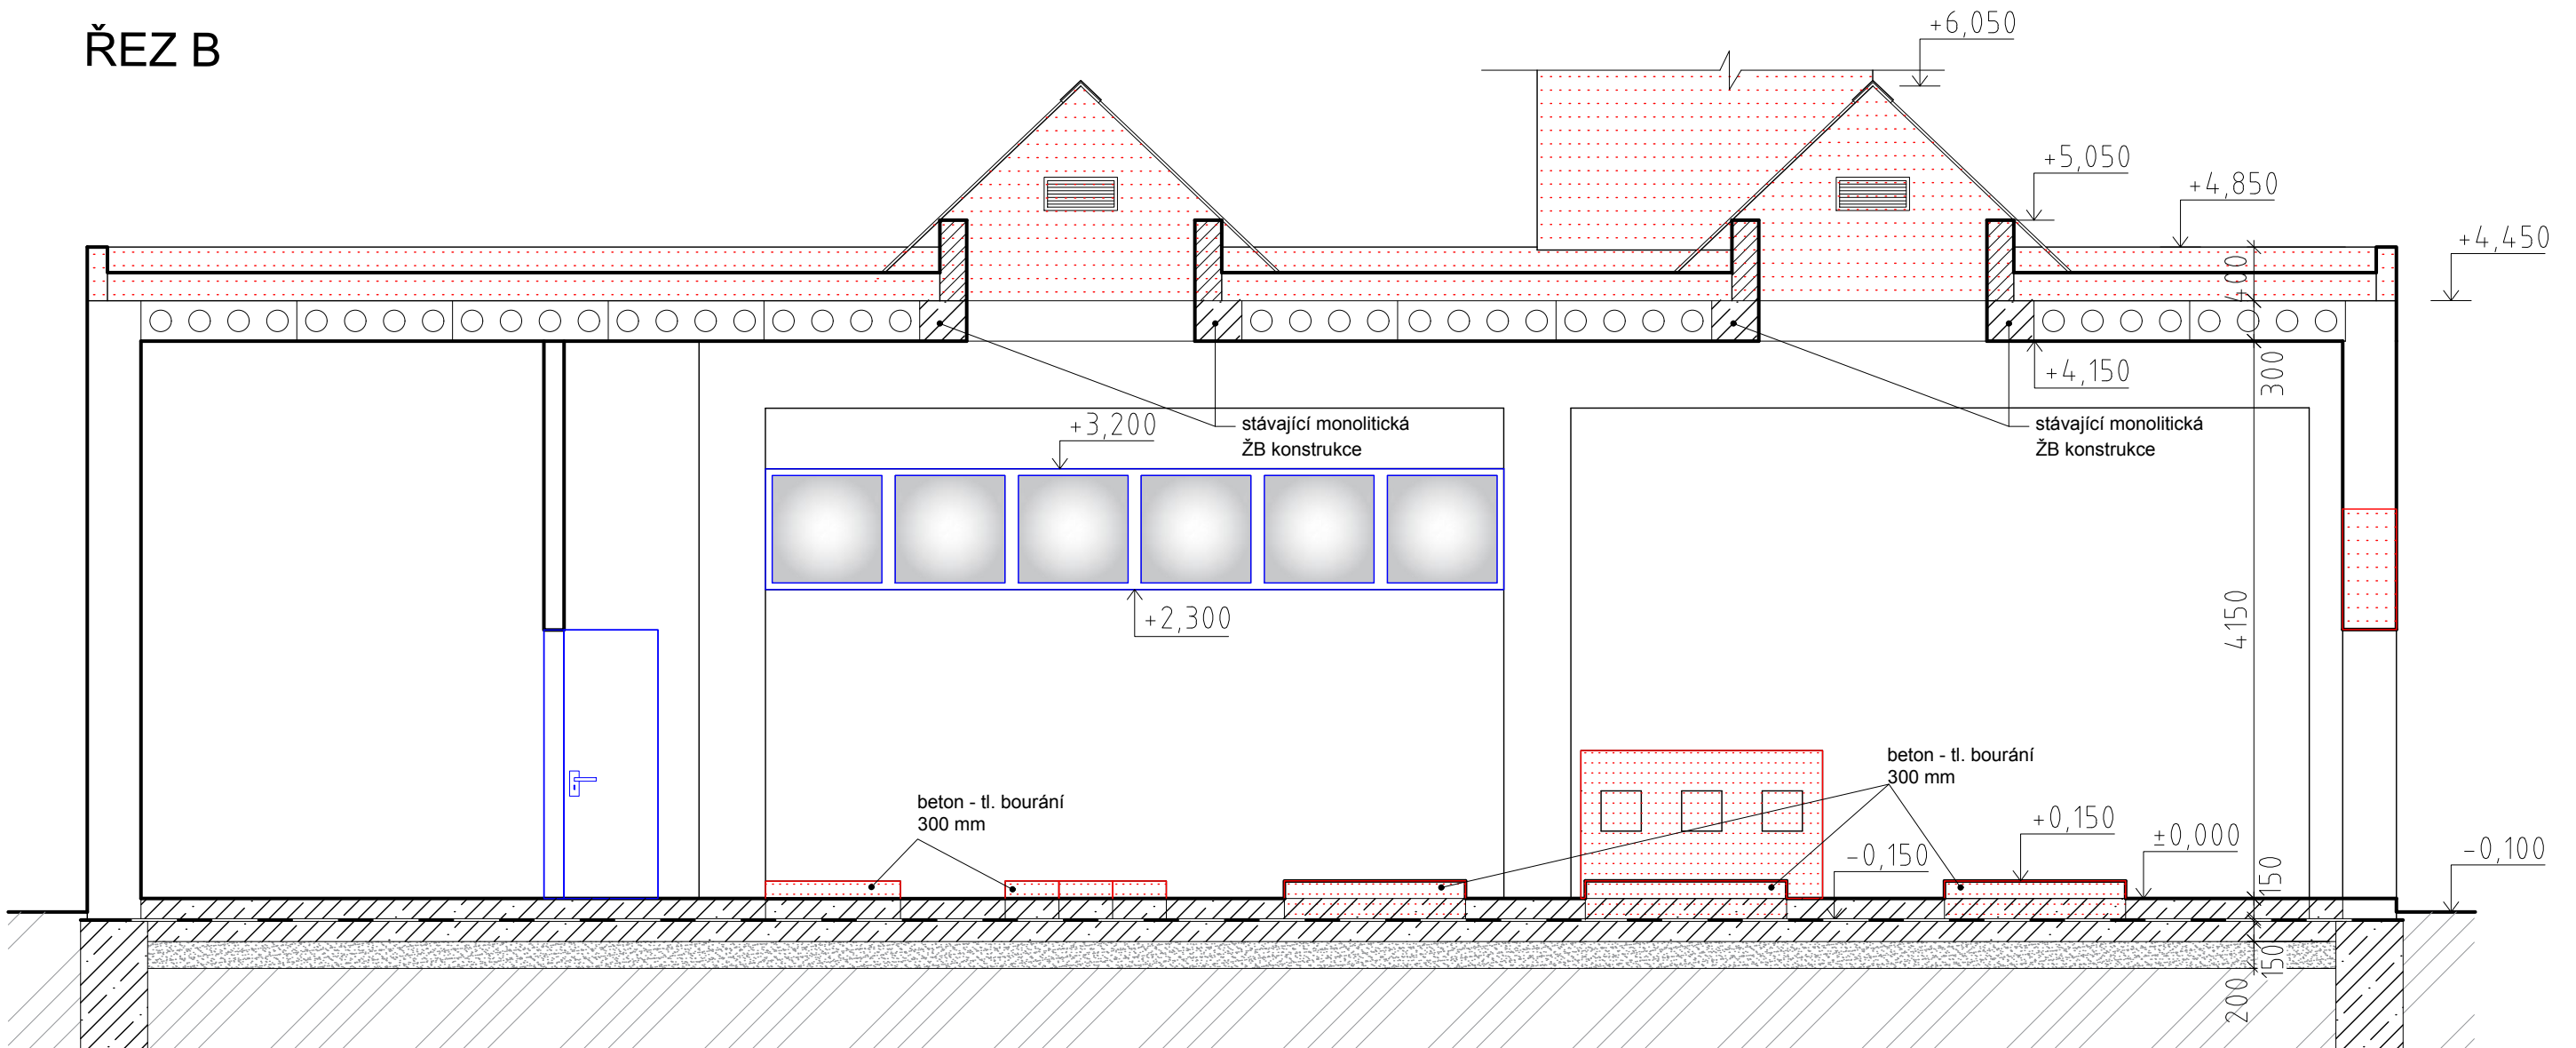 ŘEZ B
+6,050
+5,050
+4,850
+4,450
400
+4,150
300
stávající monolitická
ŽB konstrukce
stávající monolitická
ŽB konstrukce
+3,200
+2,300
4150
beton - tl. bourání
300 mm
beton - tl. bourání
300 mm
+0,150
±0,000
-0,150
-0,100
150
150
200